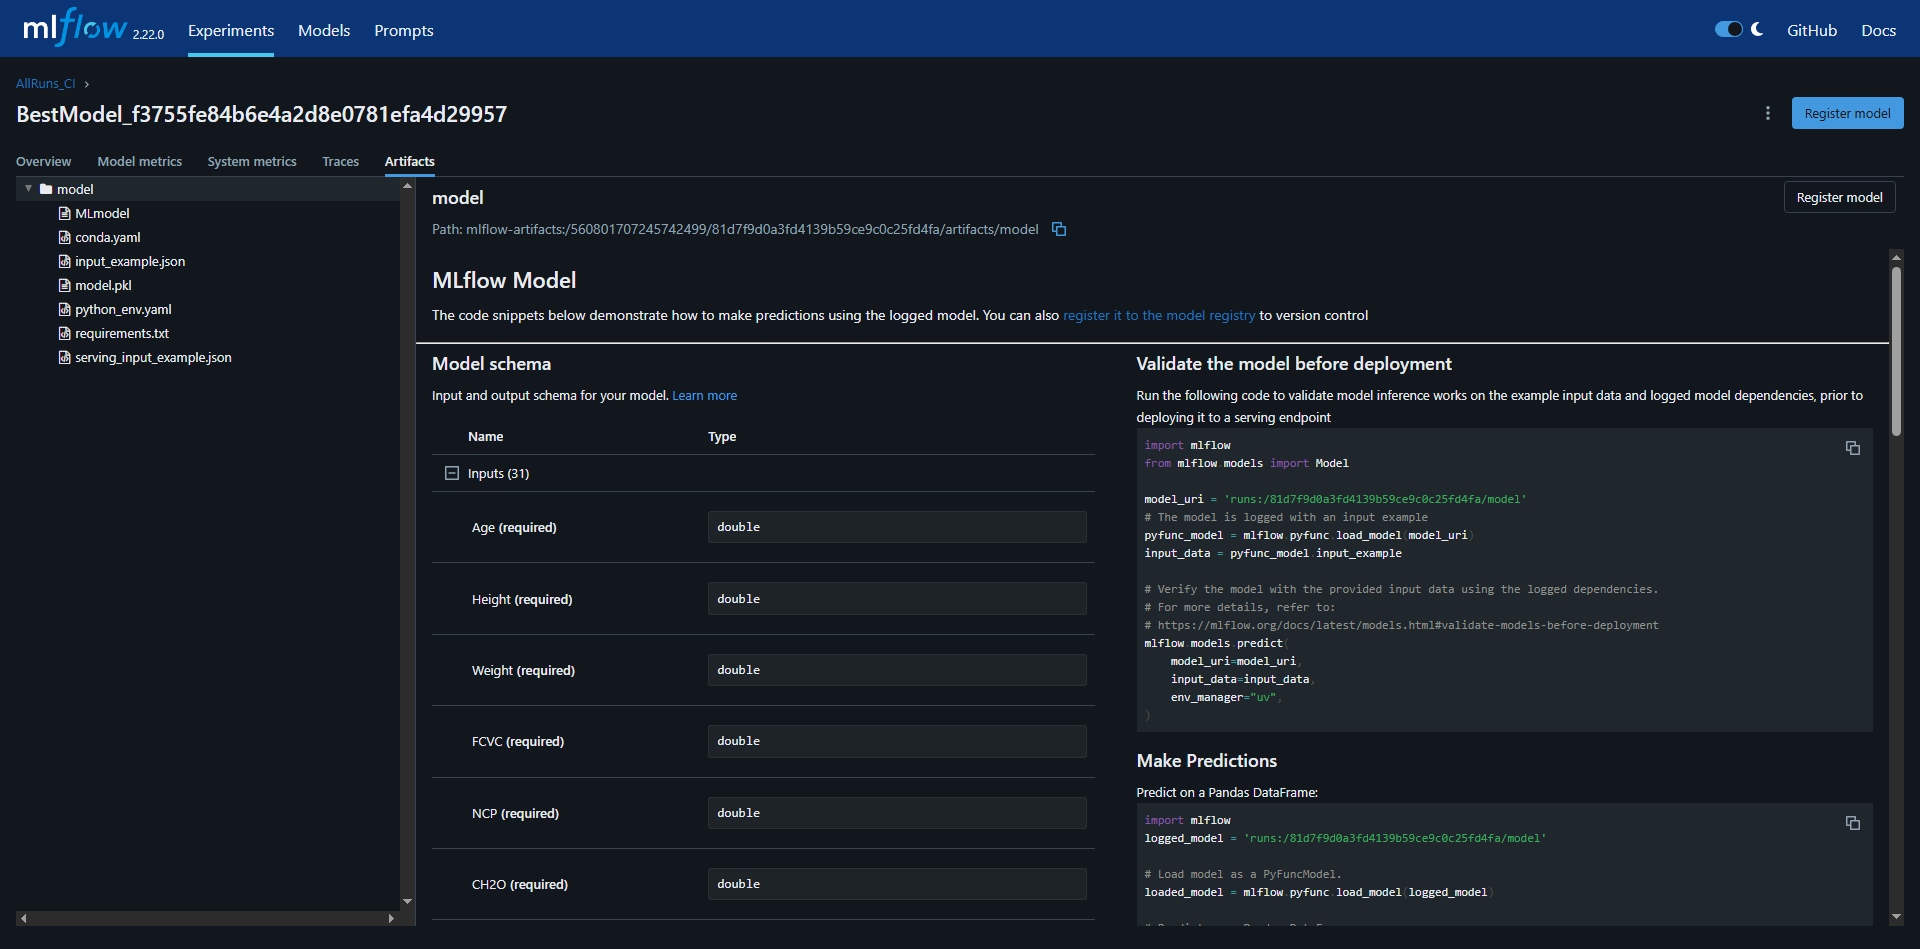 mlflow 2.22.0 Experiments Models Prompts GitHub Docs
AllRuns_CI ›
BestModel_f3755fe84b6e4a2d8e0781efa4d29957
Register model
Overview Model metrics System metrics Traces Artifacts
model
MLmodel
conda.yaml
input_example.json
model.pkl
python_env.yaml
requirements.txt
serving_input_example.json
model
Register model
Path: mlflow-artifacts:/560801707245742499/81d7f9d0a3fd4139b59ce9c0c25fd4fa/artifacts/model
MLflow Model
The code snippets below demonstrate how to make predictions using the logged model. You can also register it to the model registry to version control
Model schema
Input and output schema for your model. Learn more
Name Type
Inputs (31)
Age (required) double
Height (required) double
Weight (required) double
FCVC (required) double
NCP (required) double
CH2O (required) double
Validate the model before deployment
Run the following code to validate model inference works on the example input data and logged model dependencies, prior to
deploying it to a serving endpoint
import mlflow
from mlflow.models import Model
model_uri = 'runs:/81d7f9d0a3fd4139b59ce9c0c25fd4fa/model'
# The model is logged with an input example
pyfunc_model = mlflow.pyfunc.load_model(model_uri)
input_data = pyfunc_model.input_example
# Verify the model with the provided input data using the logged dependencies.
# For more details, refer to:
# https://mlflow.org/docs/latest/models.html#validate-models-before-deployment
mlflow.models.predict(
model_uri=model_uri,
input_data=input_data,
env_manager="uv",
)
Make Predictions
Predict on a Pandas DataFrame:
import mlflow
logged_model = 'runs:/81d7f9d0a3fd4139b59ce9c0c25fd4fa/model'
# Load model as a PyFuncModel.
loaded_model = mlflow.pyfunc.load_model(logged_model)